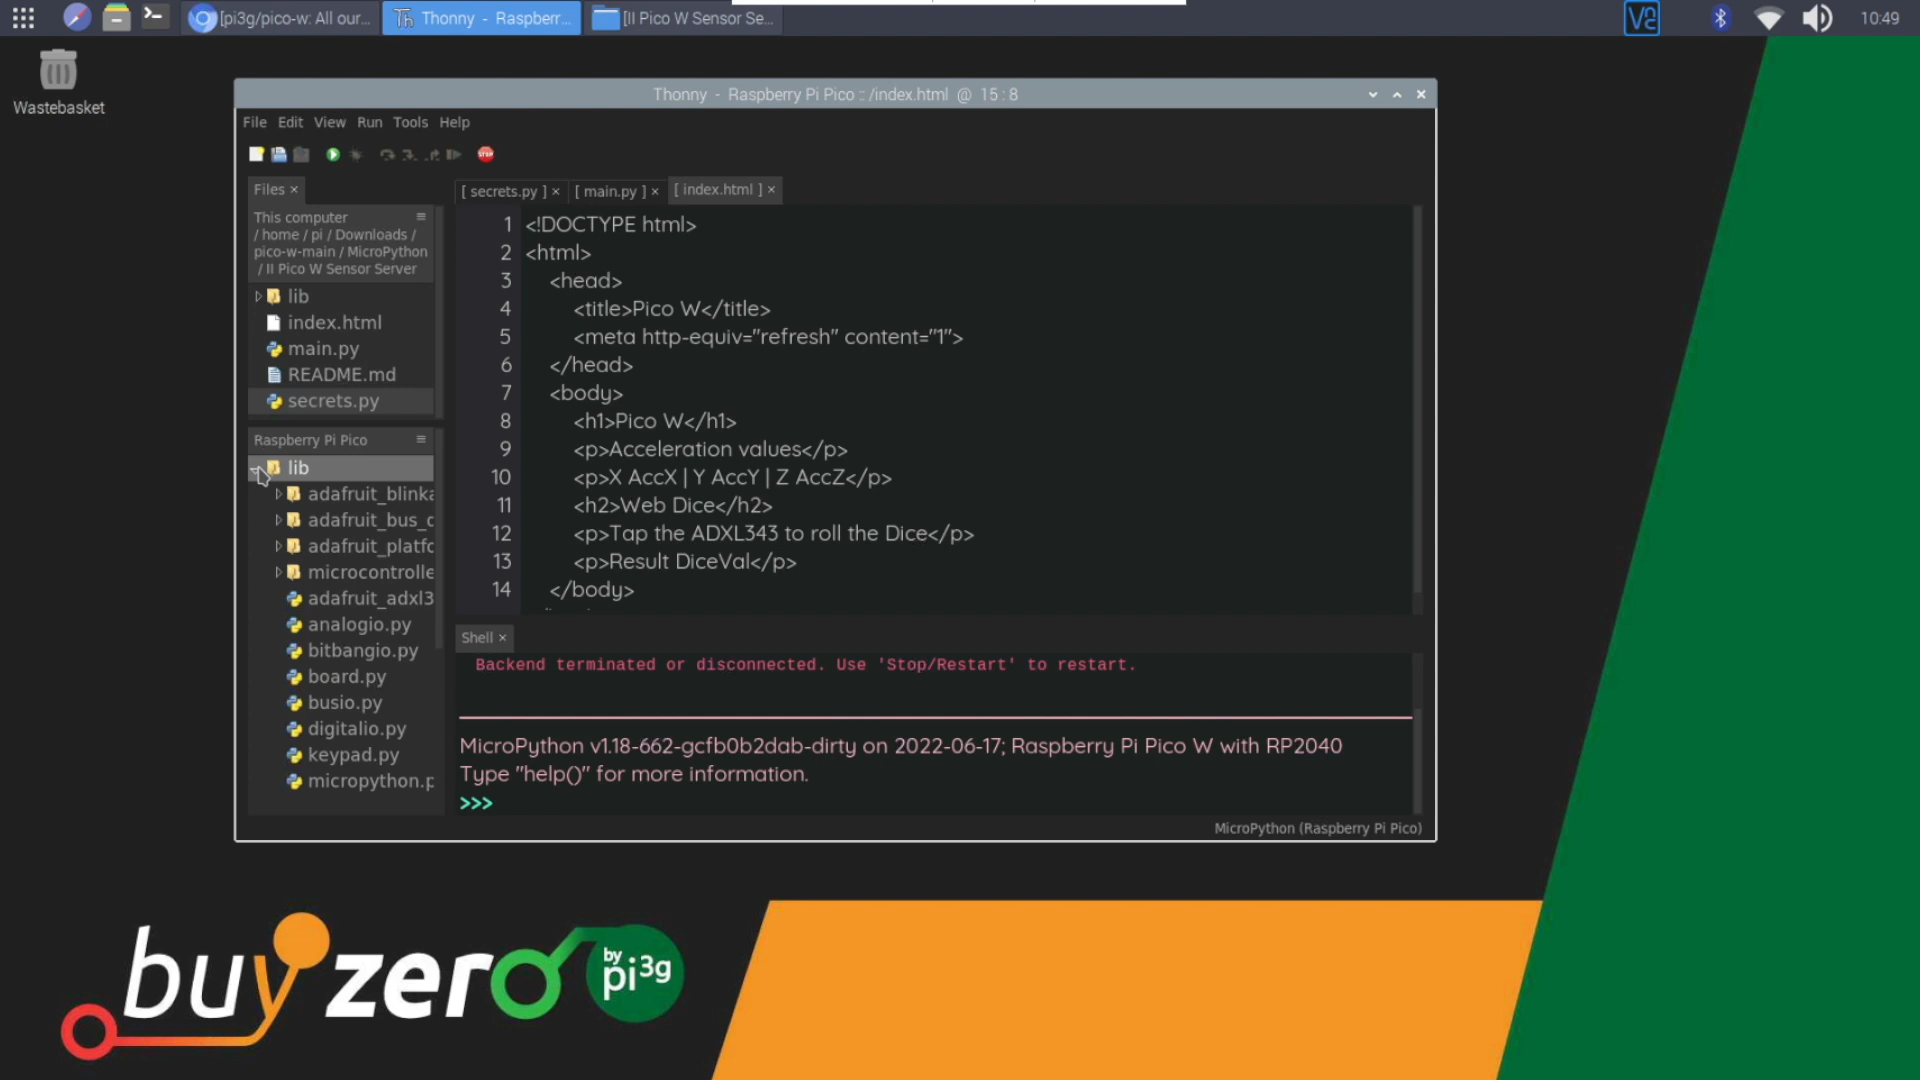 [pi3g/pico-w: All our...
Thonny - Raspberr...
[II Pico W Sensor Se...
10:49
Wastebasket
Thonny - Raspberry Pi Pico :: /index.html @ 15 : 8
File Edit View Run Tools Help
Files ×
[ secrets.py ] ×
[ main.py ] ×
[ index.html ] ×
This computer
/ home / pi / Downloads /
pico-w-main / MicroPython
/ II Pico W Sensor Server
lib
index.html
main.py
README.md
secrets.py
Raspberry Pi Pico
lib
adafruit_blinka
adafruit_bus_d
adafruit_platfo
microcontrolle
adafruit_adxl3
analogio.py
bitbangio.py
board.py
busio.py
digitalio.py
keypad.py
micropython.p
1 <!DOCTYPE html>
2 <html>
3 <head>
4 <title>Pico W</title>
5 <meta http-equiv="refresh" content="1">
6 </head>
7 <body>
8 <h1>Pico W</h1>
9 <p>Acceleration values</p>
10 <p>X AccX | Y AccY | Z AccZ</p>
11 <h2>Web Dice</h2>
12 <p>Tap the ADXL343 to roll the Dice</p>
13 <p>Result DiceVal</p>
14 </body>
Shell ×
Backend terminated or disconnected. Use 'Stop/Restart' to restart.
MicroPython v1.18-662-gcfb0b2dab-dirty on 2022-06-17; Raspberry Pi Pico W with RP2040
Type "help()" for more information.
>>>
MicroPython (Raspberry Pi Pico)
buyzero
by
pi3g